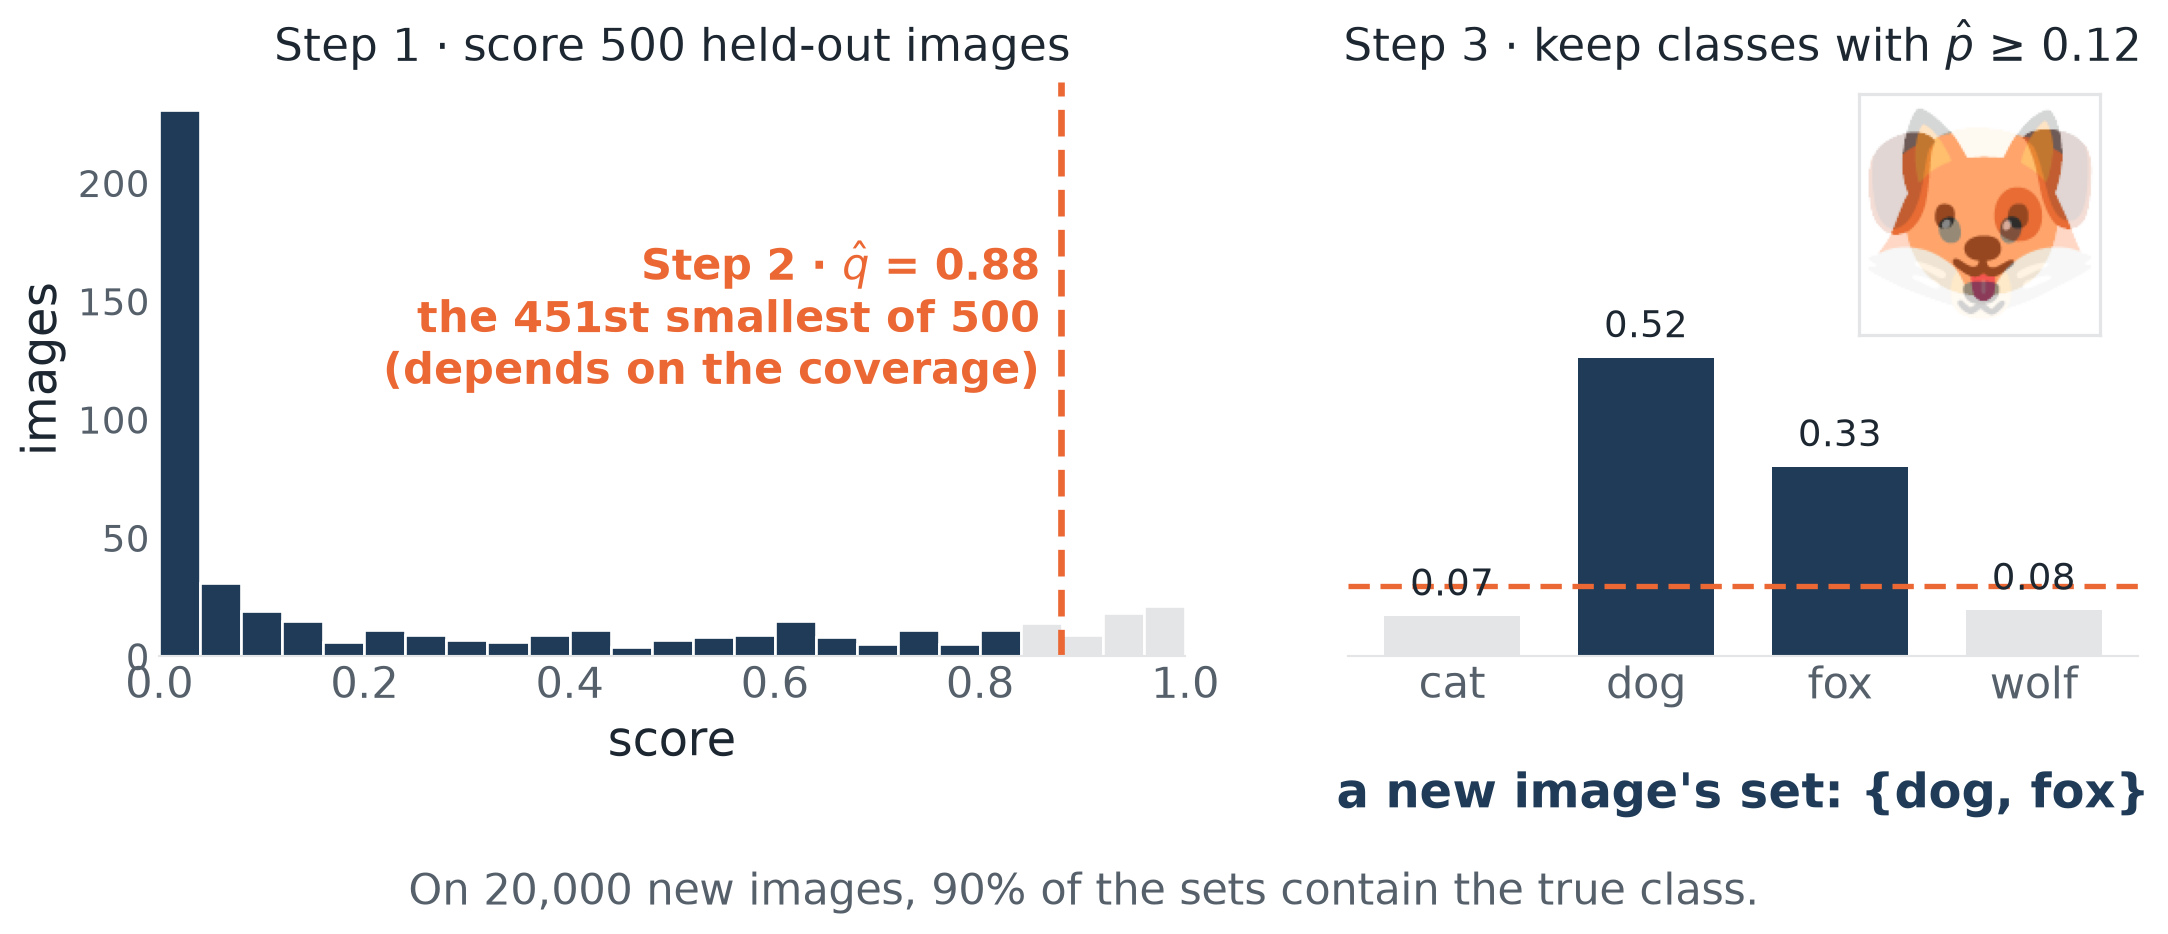 Step 1 · score 500 held-out images
images
200
150
100
50
0
Step 2 · q̂ = 0.88
the 451st smallest of 500
(depends on the coverage)
0.0 0.2 0.4 0.6 0.8 1.0
score
Step 3 · keep classes with p̂ ≥ 0.12
0.07 0.52 0.33 0.08
cat dog fox wolf
a new image's set: {dog, fox}
On 20,000 new images, 90% of the sets contain the true class.